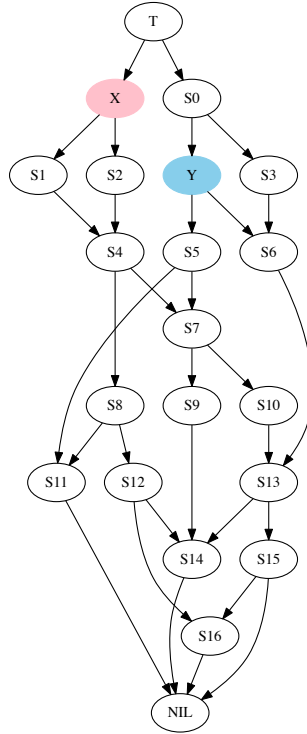 T
X S0
S1 S2 Y S3
S4 S5 S6
S7
S8 S9 S10
S11 S12 S13
S14 S15
S16
NIL